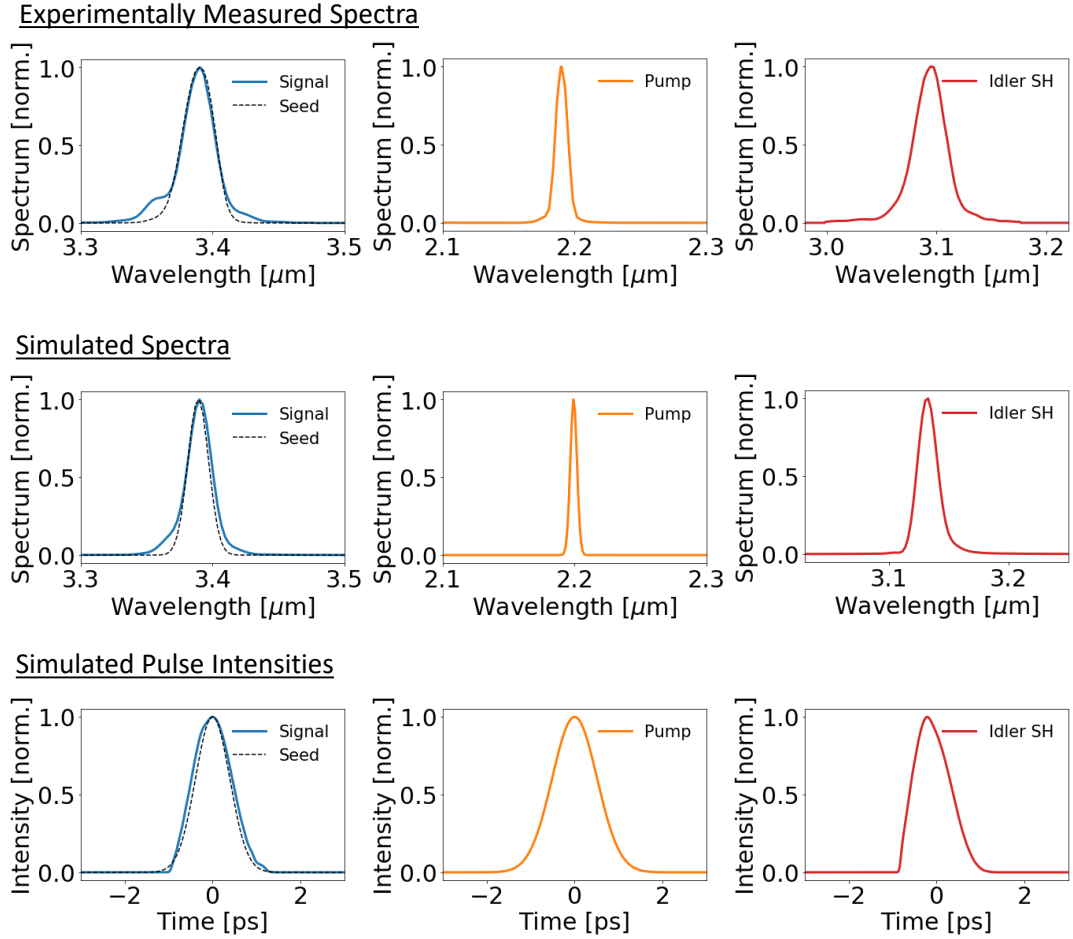 Experimentally Measured Spectra
Spectrum [norm.]
1.0
0.5
0.0
Signal
Seed
3.3
3.4
3.5
Wavelength [μm]
Spectrum [norm.]
1.0
0.5
0.0
Pump
2.1
2.2
2.3
Wavelength [μm]
Spectrum [norm.]
1.0
0.5
0.0
Idler SH
3.0
3.1
3.2
Wavelength [μm]
Simulated Spectra
Spectrum [norm.]
1.0
0.5
0.0
Signal
Seed
3.3
3.4
3.5
Wavelength [μm]
Spectrum [norm.]
1.0
0.5
0.0
Pump
2.1
2.2
2.3
Wavelength [μm]
Spectrum [norm.]
1.0
0.5
0.0
Idler SH
3.1
3.2
Wavelength [μm]
Simulated Pulse Intensities
Intensity [norm.]
1.0
0.5
0.0
Signal
Seed
−2
0
2
Time [ps]
Intensity [norm.]
1.0
0.5
0.0
Pump
−2
0
2
Time [ps]
Intensity [norm.]
1.0
0.5
0.0
Idler SH
−2
0
2
Time [ps]